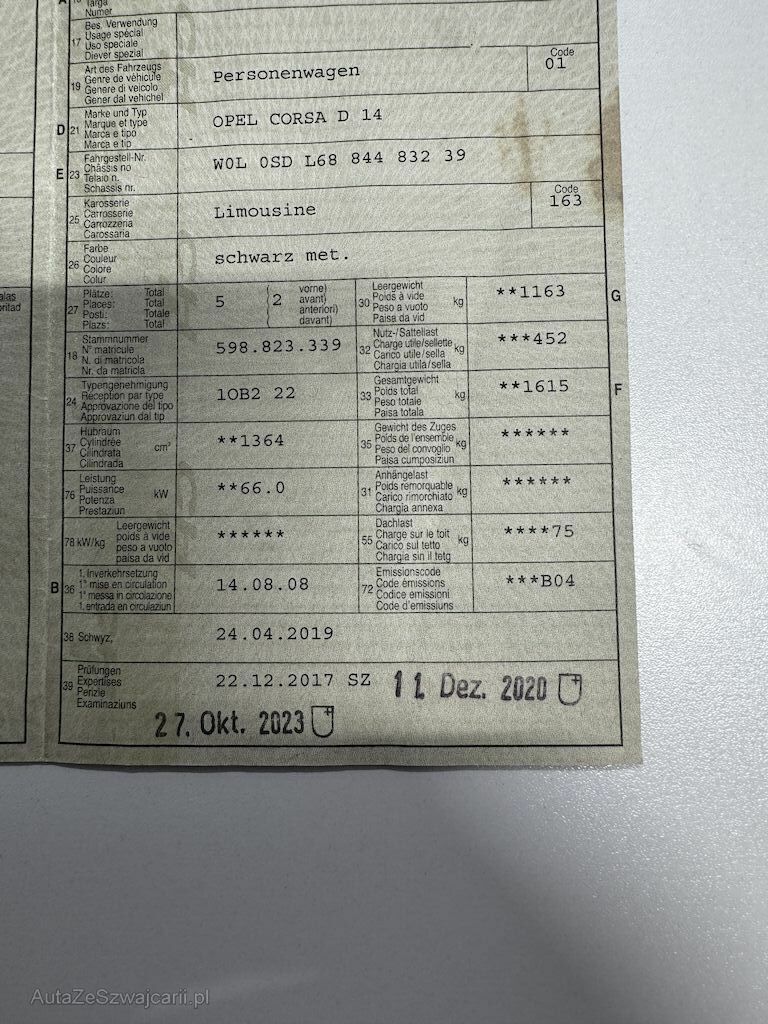 A
Targa
Numer
17
Bes. Verwendung
Usage spécial
Uso speciale
Diever spezial
19
Art des Fahrzeugs
Genre de véhicule
Genere di veicolo
Gener dal vehichel
Personenwagen
Code
01
D
21
Marke und Typ
Marque et type
Marca e tipo
Marca e tip
OPEL CORSA D 14
E
23
Fahrgestell-Nr.
Châssis no
Telaio n.
Schassis nr.
W0L 0SD L68 844 832 39
25
Karosserie
Carrosserie
Carrozzeria
Carossaria
Limousine
Code
163
26
Farbe
Couleur
Colore
Colur
schwarz met.
27
Plätze: Total
Places: Total
Posti: Totale
Plazs: Total
5 ( 2
vorne)
avant)
anteriori)
davant)
30
Leergewicht
Poids à vide
Peso a vuoto
Paisa da vid
kg
**1163
G
18
Stammnummer
N° matricule
N. di matricola
Nr. da matricla
598.823.339
32
Nutz-/Sattellast
Charge utile/sellette
Carico utile/sella
Chargia utila/sella
kg
***452
24
Typengenehmigung
Réception par type
Approvazione del tipo
Approvaziun dal tip
1OB2 22
33
Gesamtgewicht
Poids total
Peso totale
Paisa totala
kg
**1615
F
37
Hubraum
Cylindrée
Cilindrata
Cilindrada
cm³
**1364
35
Gewicht des Zuges
Poids de l'ensemble
Peso del convoglio
Paisa cumposiziun
kg
******
76
Leistung
Puissance
Potenza
Prestaziun
kW
**66.0
31
Anhängelast
Poids remorquable
Carico rimorchiato
Chargia annexa
kg
******
78 kW/kg
Leergewicht
poids à vide
peso a vuoto
paisa da vid
******
55
Dachlast
Charge sur le toit
Carico sul tetto
Chargia sin il tetg
kg
****75
B
36
1. Inverkehrsetzung
1re mise en circulation
1a messa in circolazione
1. entrada en circulaziun
14.08.08
72
Emissionscode
Code émissions
Codice emissioni
Code d'emissiuns
***B04
38 Schwyz,
24.04.2019
39
Prüfungen
Expertises
Perizie
Examinaziuns
22.12.2017 SZ
11. Dez. 2020
27. Okt. 2023
AutaZeSzwajcarii.pl